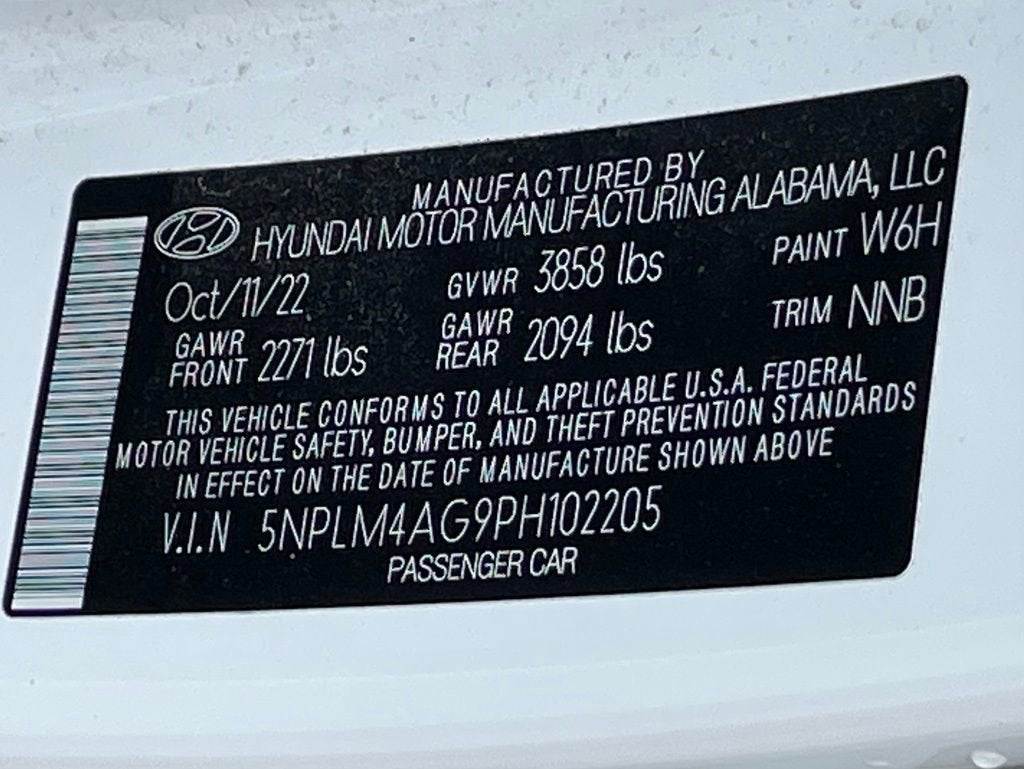 MANUFACTURED BY
HYUNDAI MOTOR MANUFACTURING ALABAMA, LLC
Oct/11/22 GVWR 3858 lbs PAINT W6H
GAWR FRONT 2271 lbs GAWR REAR 2094 lbs TRIM NNB
THIS VEHICLE CONFORMS TO ALL APPLICABLE U.S.A. FEDERAL
MOTOR VEHICLE SAFETY, BUMPER, AND THEFT PREVENTION STANDARDS
IN EFFECT ON THE DATE OF MANUFACTURE SHOWN ABOVE
V.I.N 5NPLM4AG9PH102205
PASSENGER CAR